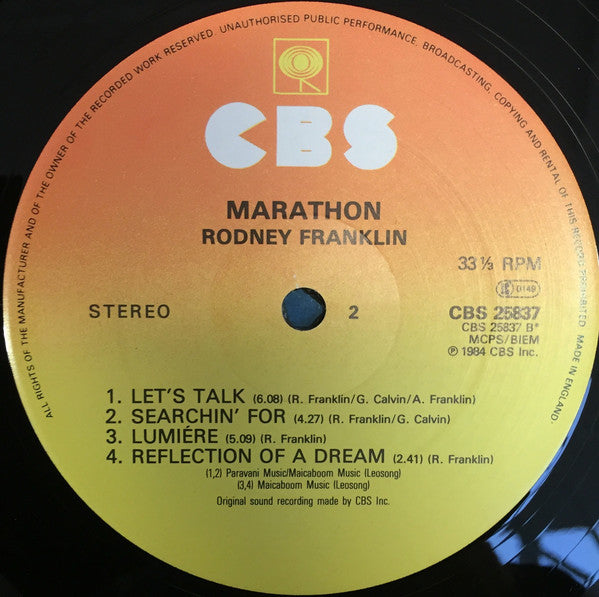 ALL RIGHTS OF THE MANUFACTURER AND OF THE OWNER OF THE RECORDED WORK RESERVED. UNAUTHORISED PUBLIC PERFORMANCE, BROADCASTING, COPYING AND RENTAL OF THIS RECORD PROHIBITED. MADE IN ENGLAND.
CBS
MARATHON
RODNEY FRANKLIN
33 ⅓ RPM
0149
STEREO
2
CBS 25837
CBS 25837 B*
MCPS/BIEM
℗ 1984 CBS Inc.
1. LET'S TALK (6.08) (R. Franklin/G. Calvin/A. Franklin)
2. SEARCHIN' FOR (4.27) (R. Franklin/G. Calvin)
3. LUMIÉRE (5.09) (R. Franklin)
4. REFLECTION OF A DREAM (2.41) (R. Franklin)
(1,2) Paravani Music/Maicaboom Music (Leosong)
(3,4) Maicaboom Music (Leosong)
Original sound recording made by CBS Inc.